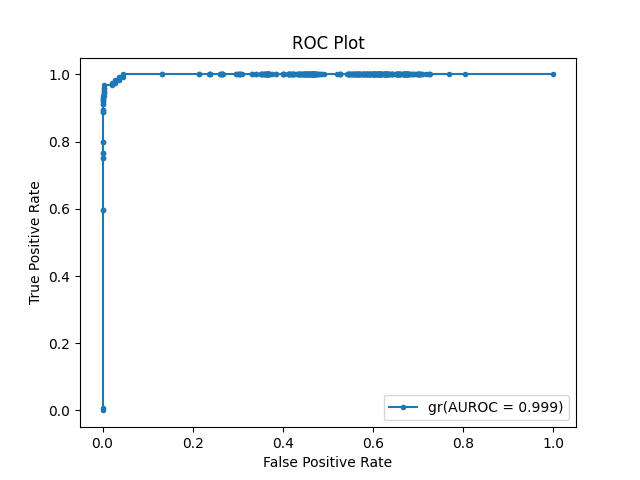 ROC Plot
True Positive Rate
1.0
0.8
0.6
0.4
0.2
0.0
gr(AUROC = 0.999)
0.0 0.2 0.4 0.6 0.8 1.0
False Positive Rate